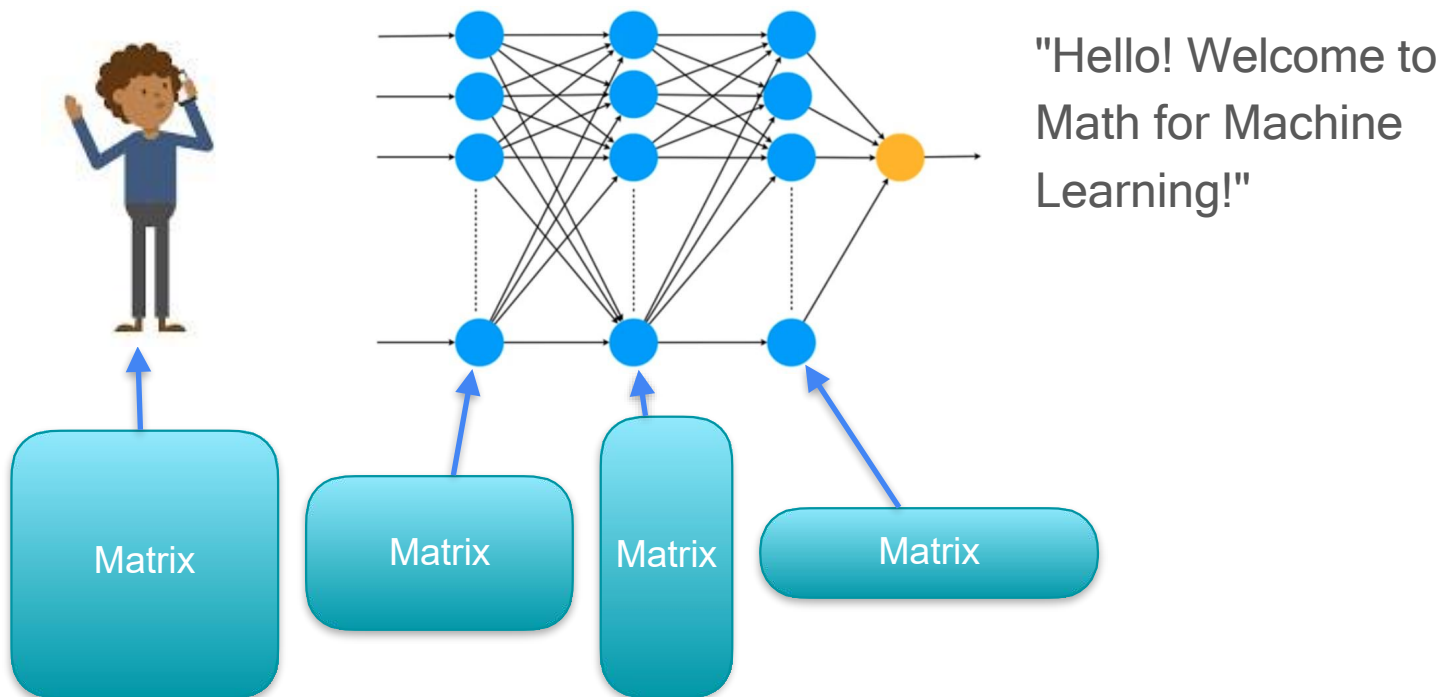 "Hello! Welcome to
Math for Machine
Learning!"
Matrix
Matrix
Matrix
Matrix